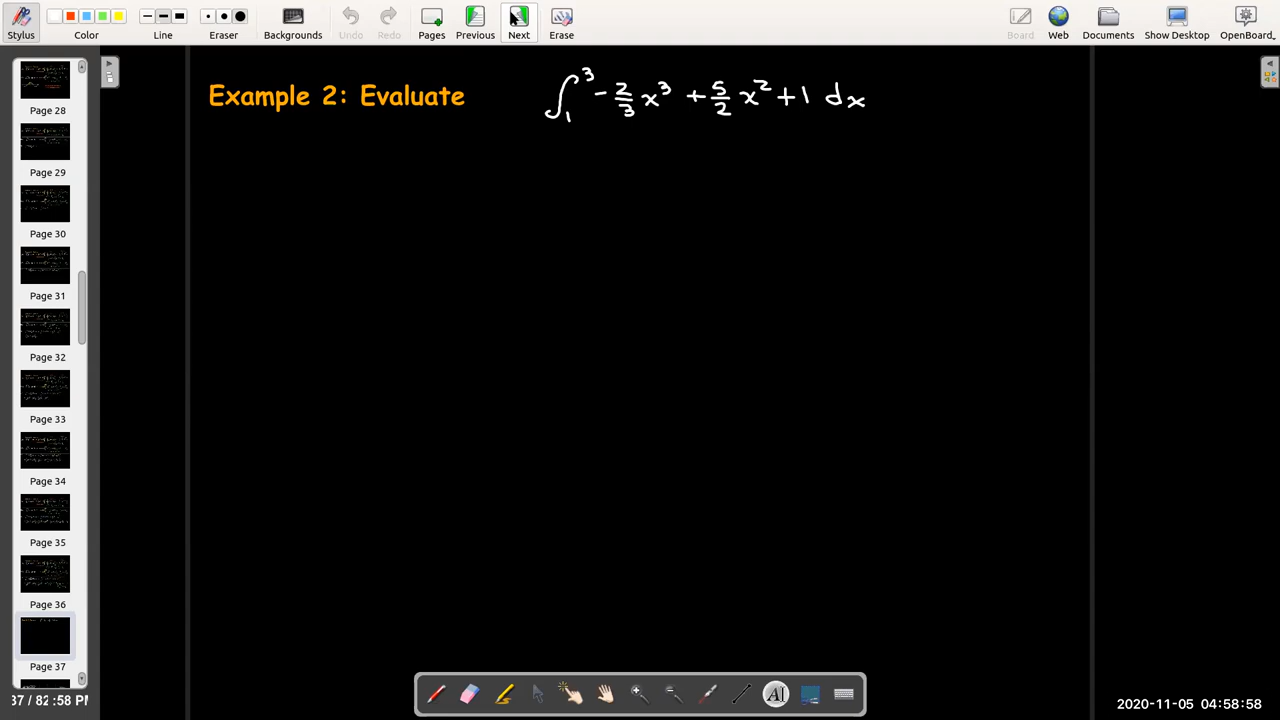 Stylus Color Line Eraser Backgrounds Undo Redo Pages Previous Next Erase Board Web Documents Show Desktop OpenBoard
Example 2: Evaluate ∫₁³ -2/3 x³ + 5/2 x² + 1 dx
Page 28
Page 29
Page 30
Page 31
Page 32
Page 33
Page 34
Page 35
Page 36
Page 37
37 / 82
:58 P
2020-11-05 04:58:58